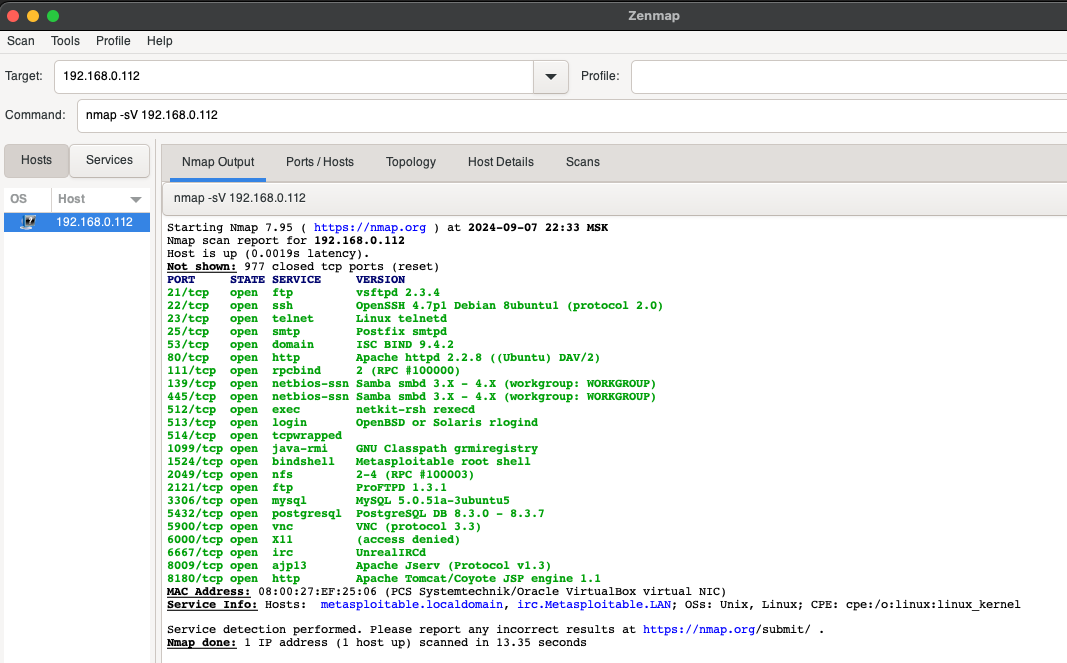 Zenmap
Scan Tools Profile Help
Target: 192.168.0.112 Profile:
Command: nmap -sV 192.168.0.112
Hosts Services Nmap Output Ports / Hosts Topology Host Details Scans
OS Host nmap -sV 192.168.0.112
192.168.0.112
Starting Nmap 7.95 ( https://nmap.org ) at 2024-09-07 22:33 MSK
Nmap scan report for 192.168.0.112
Host is up (0.0019s latency).
Not shown: 977 closed tcp ports (reset)
PORT STATE SERVICE VERSION
21/tcp open ftp vsftpd 2.3.4
22/tcp open ssh OpenSSH 4.7p1 Debian 8ubuntu1 (protocol 2.0)
23/tcp open telnet Linux telnetd
25/tcp open smtp Postfix smtpd
53/tcp open domain ISC BIND 9.4.2
80/tcp open http Apache httpd 2.2.8 ((Ubuntu) DAV/2)
111/tcp open rpcbind 2 (RPC #100000)
139/tcp open netbios-ssn Samba smbd 3.X - 4.X (workgroup: WORKGROUP)
445/tcp open netbios-ssn Samba smbd 3.X - 4.X (workgroup: WORKGROUP)
512/tcp open exec netkit-rsh rexecd
513/tcp open login OpenBSD or Solaris rlogind
514/tcp open tcpwrapped
1099/tcp open java-rmi GNU Classpath grmiregistry
1524/tcp open bindshell Metasploitable root shell
2049/tcp open nfs 2-4 (RPC #100003)
2121/tcp open ftp ProFTPD 1.3.1
3306/tcp open mysql MySQL 5.0.51a-3ubuntu5
5432/tcp open postgresql PostgreSQL DB 8.3.0 - 8.3.7
5900/tcp open vnc VNC (protocol 3.3)
6000/tcp open X11 (access denied)
6667/tcp open irc UnrealIRCd
8009/tcp open ajp13 Apache Jserv (Protocol v1.3)
8180/tcp open http Apache Tomcat/Coyote JSP engine 1.1
MAC Address: 08:00:27:EF:25:06 (PCS Systemtechnik/Oracle VirtualBox virtual NIC)
Service Info: Hosts:  metasploitable.localdomain, irc.Metasploitable.LAN; OSs: Unix, Linux; CPE: cpe:/o:linux:linux_kernel
Service detection performed. Please report any incorrect results at https://nmap.org/submit/ .
Nmap done: 1 IP address (1 host up) scanned in 13.35 seconds